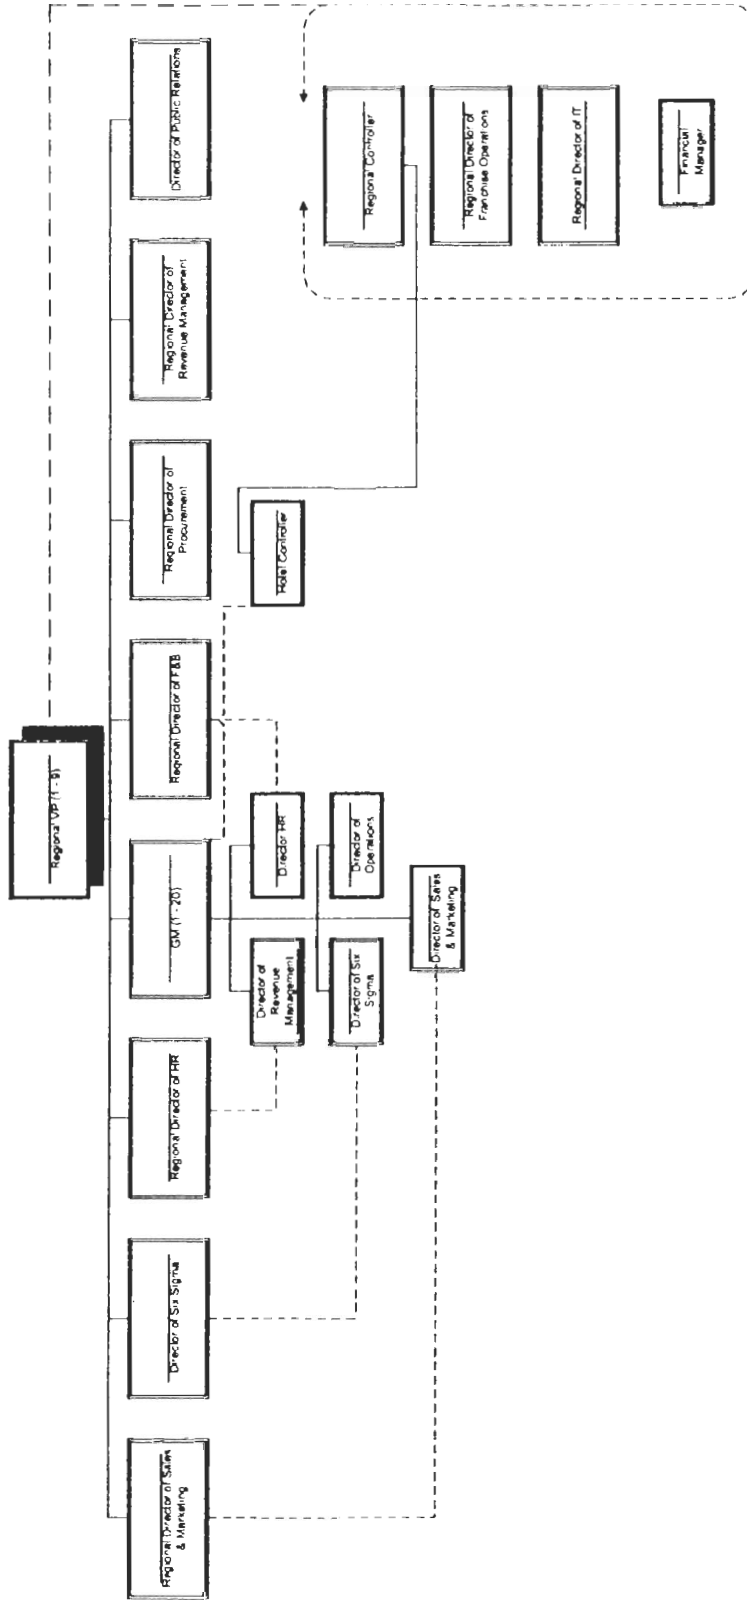 Regional VP (1 - 9)
Regional Director of Sales
& Marketing
Director of Six Sigma
Regional Director of HR
GM (1 - 20)
Regional Director of F&B
Regional Director of
Procurement
Regional Director of
Revenue Management
Director of Public Relations
Director of
Revenue
Management
Director HR
Hotel Controller
Director of Six
Sigma
Director of
Operations
Director of Sales
& Marketing
Regional Controller
Regional Director of
Franchise Operations
Regional Director of IT
Financial
Manager